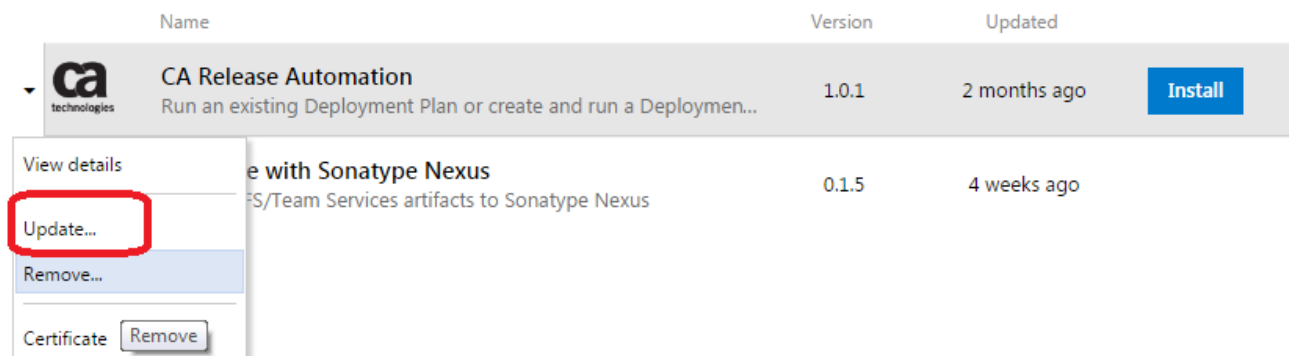 Name Version Updated
ca
technologies
CA Release Automation
Run an existing Deployment Plan or create and run a Deploymen...
1.0.1 2 months ago Install
View details
Update...
Remove...
Certificate
Remove
e with Sonatype Nexus
FS/Team Services artifacts to Sonatype Nexus
0.1.5 4 weeks ago